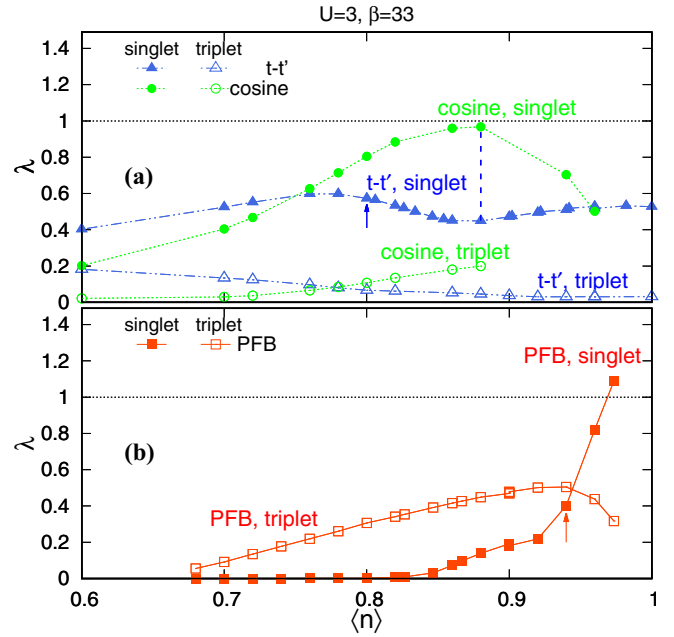 U=3, β=33
1.4
singlet triplet
t-t'
1.2
cosine
cosine, singlet
1
λ
0.8
(a)
t-t′, singlet
0.6
0.4
cosine, triplet
0.2
t-t′, triplet
0
1.4
singlet triplet
PFB
1.2
PFB, singlet
1
λ
0.8
(b)
0.6
0.4
PFB, triplet
0.2
0
0.6 0.7 0.8 0.9 1
⟨n⟩